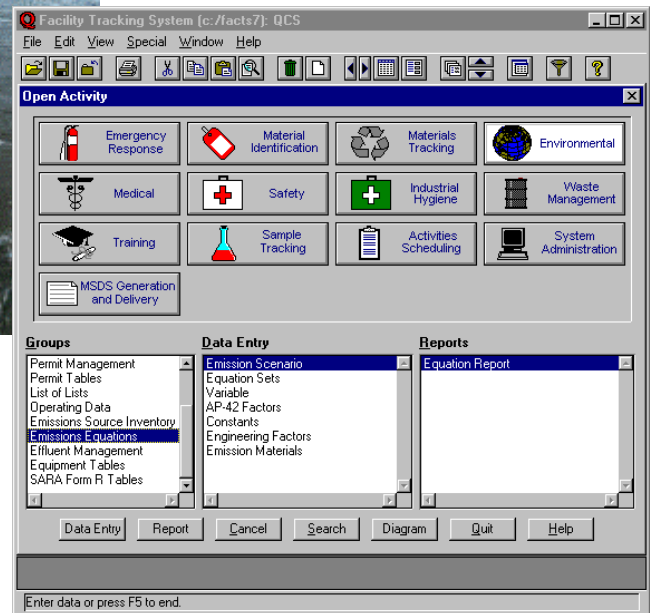 Facility Tracking System (c:/facts7): QCS
File Edit View Special Window Help
Open Activity
Emergency
Response
Material
Identification
Materials
Tracking
Environmental
Medical
Safety
Industrial
Hygiene
Waste
Management
Training
Sample
Tracking
Activities
Scheduling
System
Administration
MSDS Generation
and Delivery
Groups
Permit Management
Permit Tables
List of Lists
Operating Data
Emissions Source Inventory
Emissions Equations
Effluent Management
Equipment Tables
SARA Form R Tables
Data Entry
Emission Scenario
Equation Sets
Variable
AP-42 Factors
Constants
Engineering Factors
Emission Materials
Reports
Equation Report
Data Entry Report Cancel Search Diagram Quit Help
Enter data or press F5 to end.